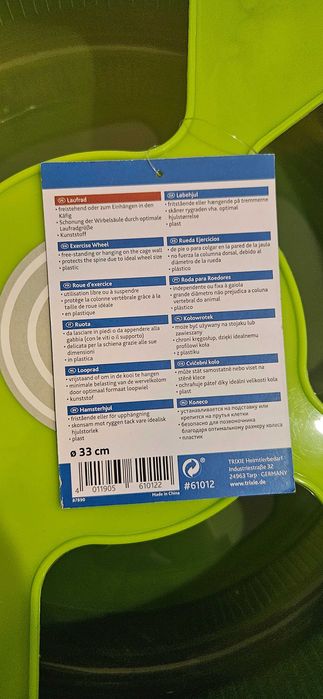 DE Laufrad
• freistehend oder zum Einhängen in den
Käfig
• Schonung der Wirbelsäule durch optimale
Laufradgröße
• Kunststoff
Exercise Wheel
• free-standing or hanging on the cage wall
• protects the spine due to ideal wheel size
• plastic
Roue d'exercice
• utilisation libre ou à suspendre
• protège la colonne vertébrale grâce à la
taille de roue idéale
• en plastique
Ruota
• da lasciare in piedi o da appendere alla
gabbia (con le viti o il supporto)
• delicata per la schiena grazie alle sue
dimensioni
• in plastica
Looprad
• vrijstaand of om in de kooi te hangen
• minimale belasting van de wervelkolom
door optimaal formaat loopwiel
• kunststof
Hamsterhjul
• fristående eller för upphängning
• skonsam mot ryggen tack vare idealisk
hjulstorlek
• plast
Løbehjul
• fritstående eller hængende på tremmerne
• skåner rygraden vha. optimal
hjulstørrelse
• plast
Rueda Ejercicios
• de pie o para colgar en la pared de la jaula
• no fuerza la columna dorsal, debido al
diámetro de la rueda
• plástico
Roda para Roedores
• independente ou fixa à gaiola
• grande diâmetro não prejudica a coluna
vertebral do animal
• plástico
Kołowrotek
• może być używany na stojaku lub
zawieszany
• chroni kręgosłup, dzięki idealnemu
profilowi koła
• z plastiku
Cvičební kolo
• může stát samostatně nebo viset na
stěně klece
• ochraňuje páteř díky ideální velikosti kola
• plast
Колесо
• устанавливается на подставку или
крепится на прутья клетки
• безопасно для позвоночника
благодаря оптимальному размеру колеса
• пластик
ø 33 cm
4 011905 610122
87890
Made in China
#61012
TRIXIE Heimtierbedarf
Industriestraße 32
24963 Tarp - GERMANY
www.trixie.de